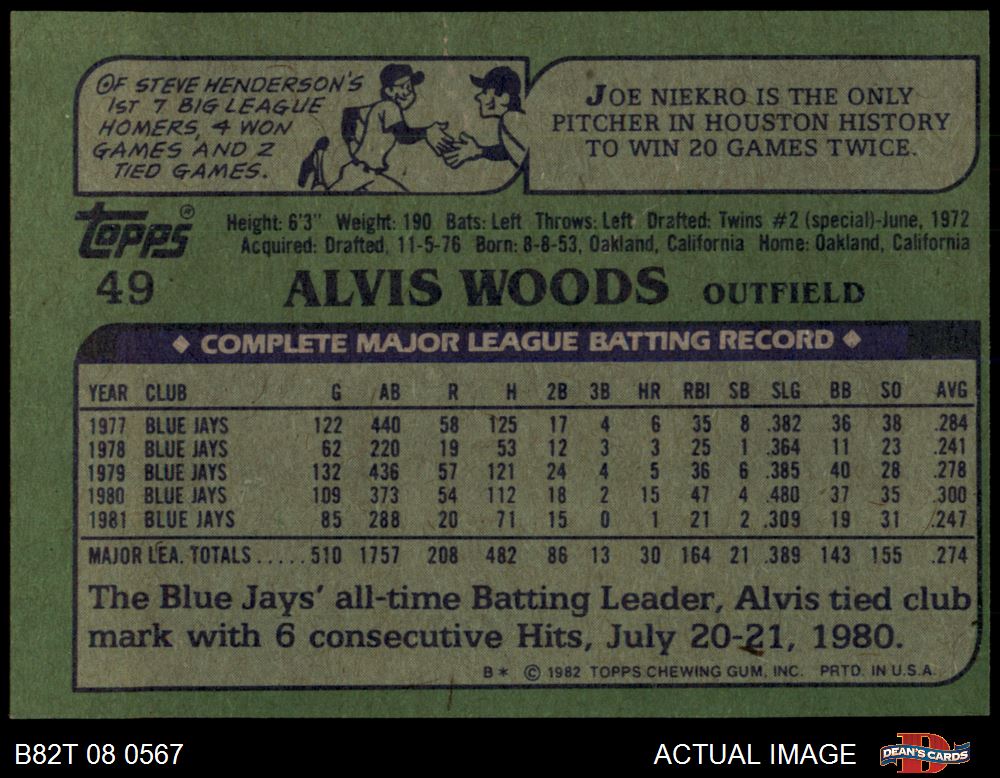 OF STEVE HENDERSON'S
1ST 7 BIG LEAGUE
HOMERS, 4 WON
GAMES AND 2
TIED GAMES.
JOE NIEKRO IS THE ONLY
PITCHER IN HOUSTON HISTORY
TO WIN 20 GAMES TWICE.
Topps®
Height: 6'3" Weight: 190 Bats: Left Throws: Left Drafted: Twins #2 (special)-June, 1972
Acquired: Drafted, 11-5-76 Born: 8-8-53, Oakland, California Home: Oakland, California
49 ALVIS WOODS OUTFIELD
◆ COMPLETE MAJOR LEAGUE BATTING RECORD ◆
YEAR CLUB G AB R H 2B 3B HR RBI SB SLG BB SO AVG
1977 BLUE JAYS 122 440 58 125 17 4 6 35 8 .382 36 38 .284
1978 BLUE JAYS 62 220 19 53 12 3 3 25 1 .364 11 23 .241
1979 BLUE JAYS 132 436 57 121 24 4 5 36 6 .385 40 28 .278
1980 BLUE JAYS 109 373 54 112 18 2 15 47 4 .480 37 35 .300
1981 BLUE JAYS 85 288 20 71 15 0 1 21 2 .309 19 31 .247
MAJOR LEA. TOTALS.....510 1757 208 482 86 13 30 164 21 .389 143 155 .274
The Blue Jays' all-time Batting Leader, Alvis tied club
mark with 6 consecutive Hits, July 20-21, 1980.
B* © 1982 TOPPS CHEWING GUM, INC. PRTD. IN U.S.A.
B82T 08 0567
ACTUAL IMAGE
D
DEAN'S CARDS